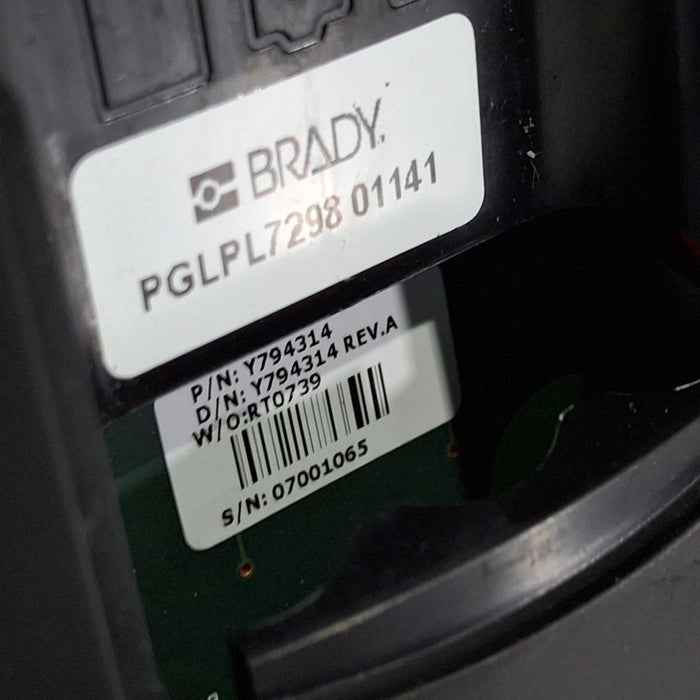 BRADY
PGLPL7298 01141
P/N: Y794314
D/N: Y794314 REV.A
W/O:RT0739
S/N: 07001065